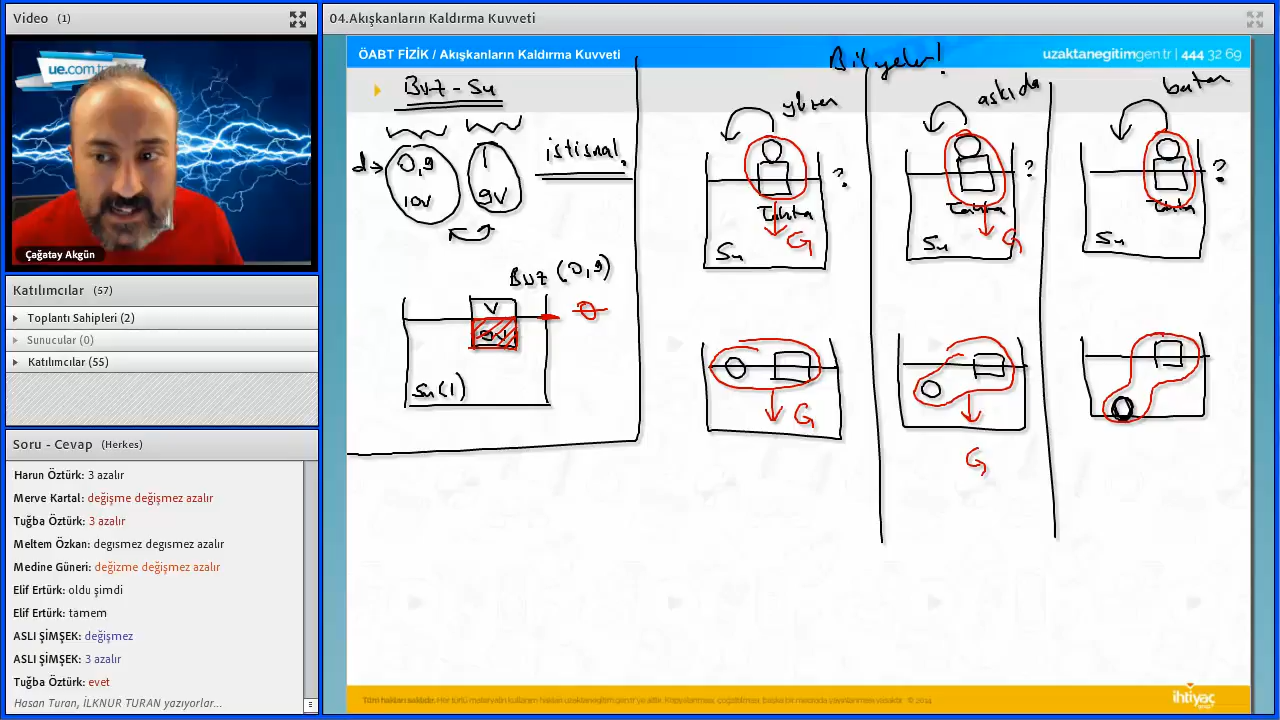 Video (1)
ue.com.tr
Çağatay Akgün
Katılımcılar (57)
Toplantı Sahipleri (2)
Sunucular (0)
Katılımcılar (55)
Soru - Cevap (Herkes)
Harun Öztürk: 3 azalır
Merve Kartal: değişme değişmez azalır
Tuğba Öztürk: 3 azalır
Meltem Özkan: degısmez degısmez azalır
Medine Güneri: değizme değişmez azalır
Elif Ertürk: oldu şimdi
Elif Ertürk: tamem
ASLI ŞİMŞEK: değişmez
ASLI ŞİMŞEK: 3 azalır
Tuğba Öztürk: evet
Hasan Turan, İLKNUR TURAN yazıyorlar...
04.Akışkanların Kaldırma Kuvveti
ÖABT FİZİK / Akışkanların Kaldırma Kuvveti
uzaktanegitim.gen.tr | 444 32 69
Buz - Su
d → 0,9 1
10V 9V
istisna!
Buz (0,9)
V
9V
Su (1)
Bilyeler!
yüzen
?
Tahta
G
Su
G
askıda
?
Tahta
G
Su
G
batan
?
Tahta
Su
ihtiyaç